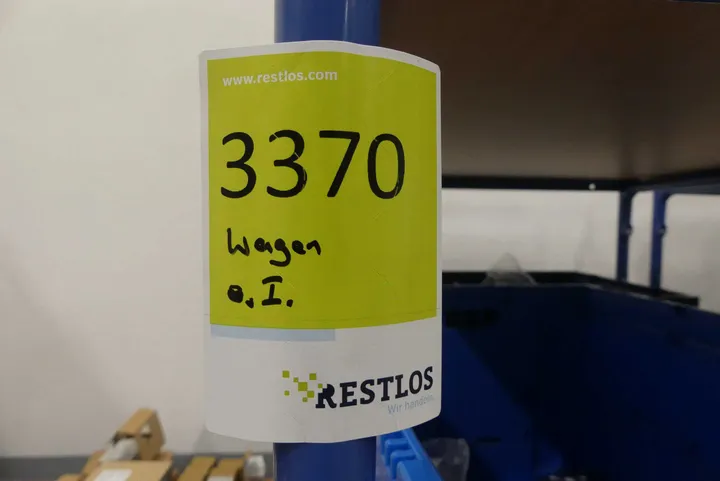 www.restlos.com
3370
Wagen
o.I.
RESTLOS
Wir handeln.